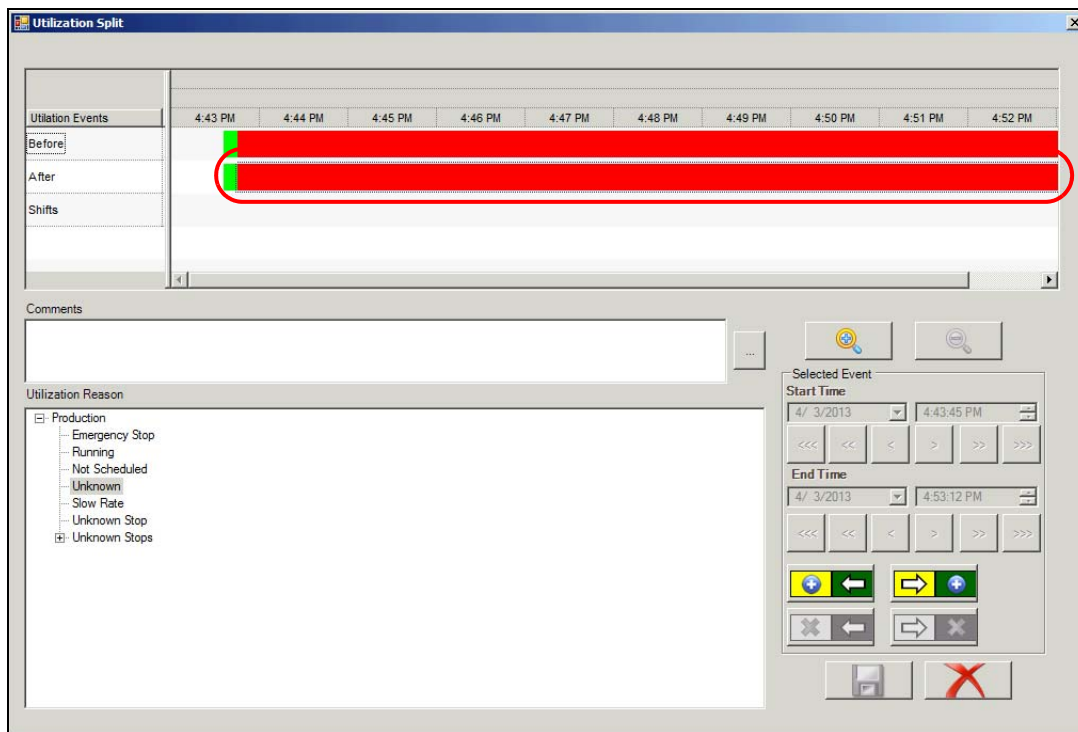 Utilization Split
Utilation Events
4:43 PM 4:44 PM 4:45 PM 4:46 PM 4:47 PM 4:48 PM 4:49 PM 4:50 PM 4:51 PM 4:52 PM
Before
After
Shifts
Comments
...
Utilization Reason
Production
Emergency Stop
Running
Not Scheduled
Unknown
Slow Rate
Unknown Stop
Unknown Stops
Selected Event
Start Time
4/ 3/2013 4:43:45 PM
<<< << < > >> >>>
End Time
4/ 3/2013 4:53:12 PM
<<< << < > >> >>>